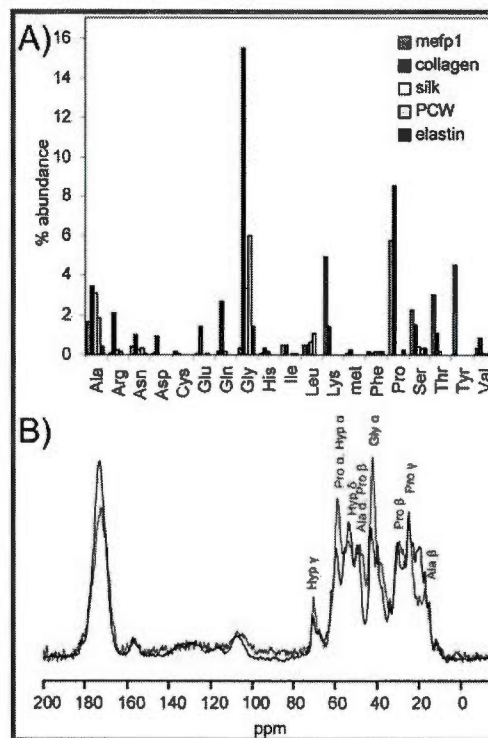 A)
mefp1
collagen
silk
PCW
elastin
16
14
12
10
8
6
4
2
0
% abundance
Ala
Arg
Asn
Asp
Cys
Glu
Gln
Gly
His
Ile
Leu
Lys
met
Phe
Pro
Ser
Thr
Tyr
Val
B)
Hyp γ
Pro α, Hyp α
Hyp δ
Ala α, Pro β
Gly α
Pro β
Pro γ
Ala β
200 180 160 140 120 100 80 60 40 20 0
ppm